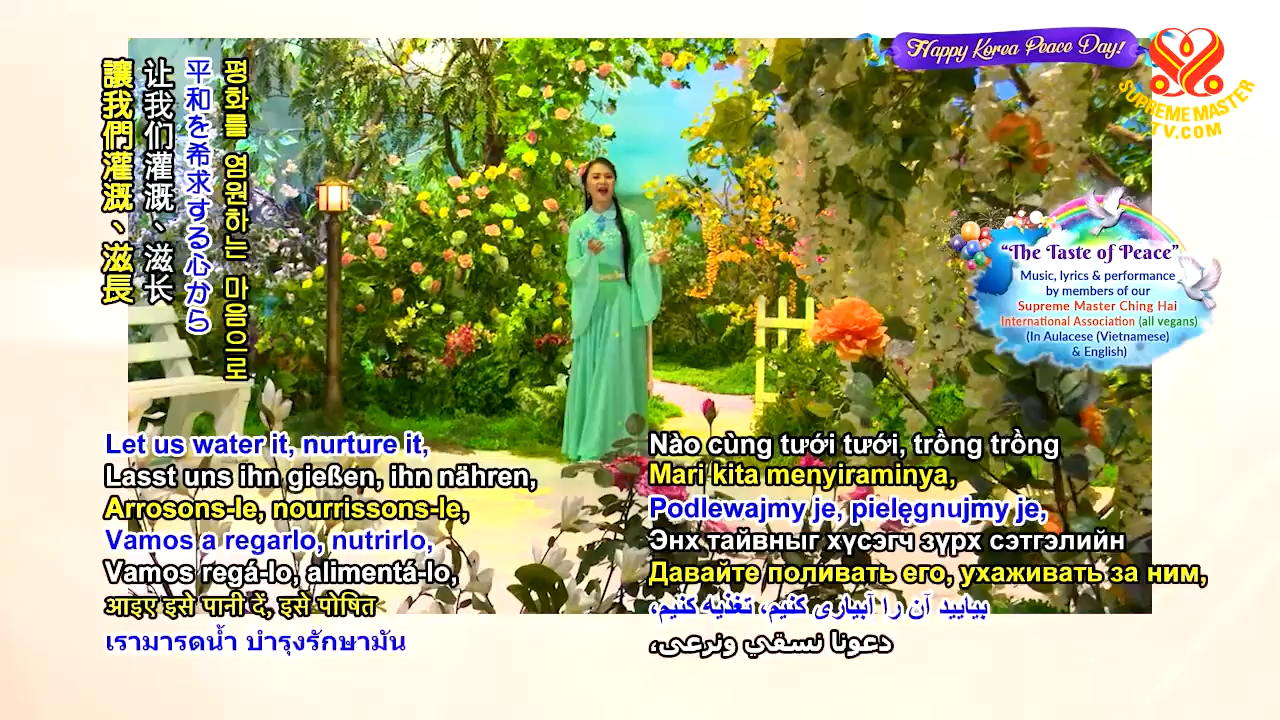 Happy Korea Peace Day!
SUPREME MASTER
TV.COM
讓我們灌溉、滋長
让我们灌溉、滋长
平和を希求する心から
평화를 염원하는 마음으로
“The Taste of Peace”
Music, lyrics & performance
by members of our
Supreme Master Ching Hai
International Association (all vegans)
(In Aulacese (Vietnamese)
& English)
Let us water it, nurture it,
Lasst uns ihn gießen, ihn nähren,
Arrosons-le, nourrissons-le,
Vamos a regarlo, nutrirlo,
Vamos regá-lo, alimentá-lo,
आइए इसे पानी दें, इसे पोषित
เรามารดน้ำ บำรุงรักษามัน
Nào cùng tưới tưới, trồng trồng
Mari kita menyiraminya,
Podlewajmy je, pielęgnujmy je,
Энх тайвныг хүсэгч зүрх сэтгэлийн
Давайте поливать его, ухаживать за ним,
بیایید آن را آبیاری کنیم، تغذیه کنیم،
دعونا نسقي ونرعى،